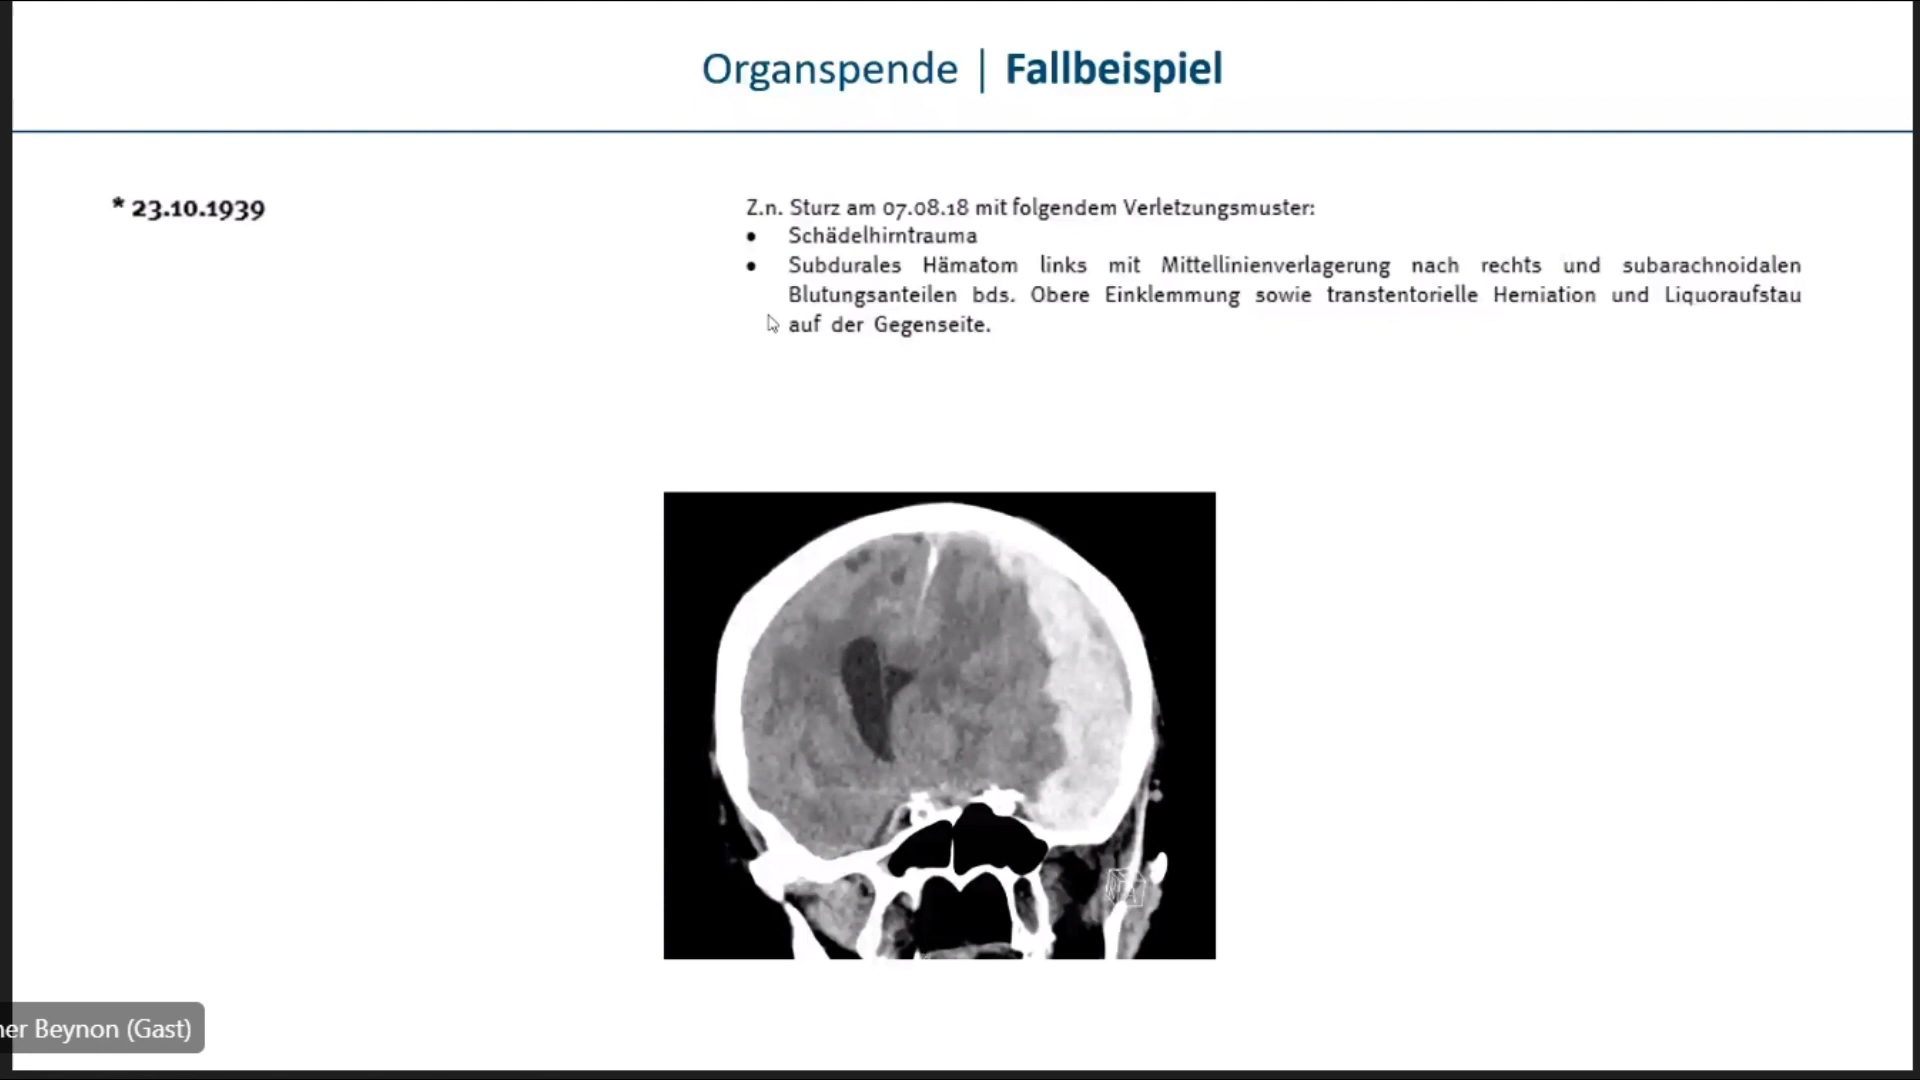 Organspende | Fallbeispiel
* 23.10.1939
Z.n. Sturz am 07.08.18 mit folgendem Verletzungsmuster:
• Schädelhirntrauma
• Subdurales Hämatom links mit Mittellinienverlagerung nach rechts und subarachnoidalen
Blutungsanteilen bds. Obere Einklemmung sowie transtentorielle Herniation und Liquoraufstau
auf der Gegenseite.
ner Beynon (Gast)